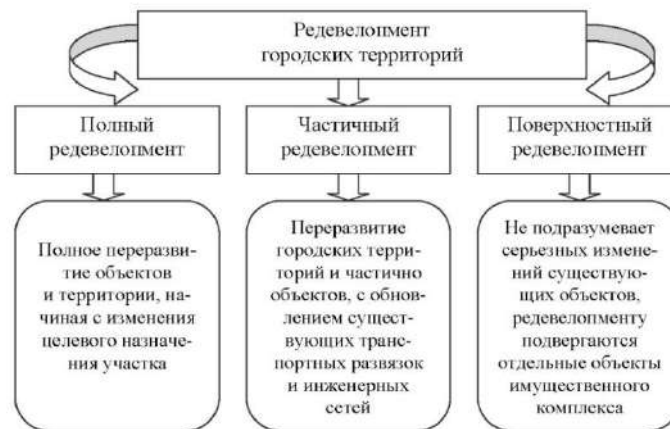 Редевелопмент
городских территорий
Полный
редевелопмент
Частичный
редевелопмент
Поверхностный
редевелопмент
Полное переразви-
тие объектов
и территории, на-
чиная с изменения
целевого назначе-
ния участка
Переразвитие
городских терри-
торий и частично
объектов, с обнов-
лением сущест-
вующих транс-
портных развязок
и инженерных
сетей
Не подразумевает
серьезных измене-
ний существую-
щих объектов,
редевелопменту
подвергаются
отдельные объекты
имущественного
комплекса